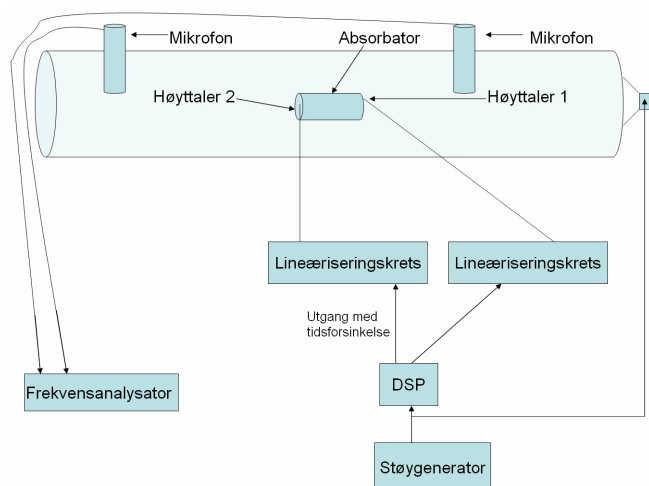 Mikrofon
Absorbator
Mikrofon
Høyttaler 2
Høyttaler 1
Lineæriseringskrets
Lineæriseringskrets
Utgang med
tidsforsinkelse
Frekvensanalysator
DSP
Støygenerator